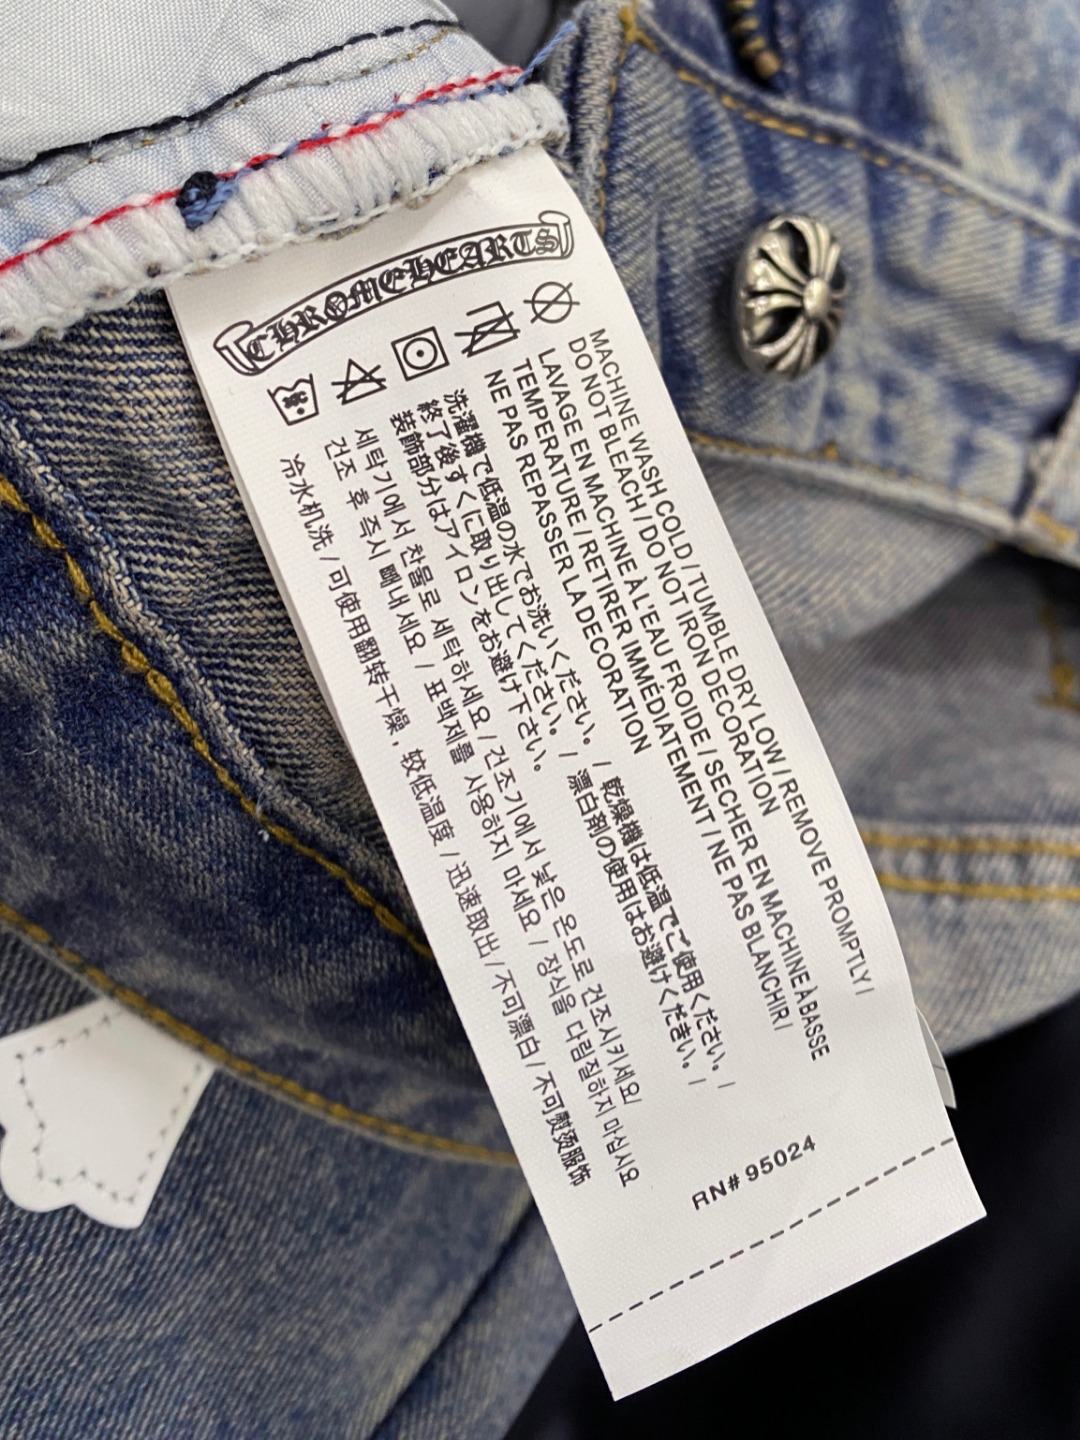 CHROME HEARTS
MACHINE WASH COLD / TUMBLE DRY LOW / REMOVE PROMPTLY /
DO NOT BLEACH / DO NOT IRON DECORATION
LAVAGE EN MACHINE À L'EAU FROIDE / SECHER EN MACHINE À BASSE
TEMPERATURE / RETIRER IMMÉDIATEMENT / NE PAS BLANCHIR /
NE PAS REPASSER LA DECORATION
洗濯機で低温の水でお洗いください。 / 乾燥機は低温でご使用ください。 /
終了後すぐに取り出してください。 / 漂白剤の使用はお避けください。 /
装飾部分はアイロンをお避け下さい。
세탁기에서 찬물로 세탁하세요 / 건조기에서 낮은 온도로 건조시키세요/
건조 후 즉시 빼내세요 / 표백제를 사용하지 마세요 / 장식을 다림질하지 마십시요
冷水机洗 / 可使用翻转干燥，较低温度 / 迅速取出 / 不可漂白 / 不可熨烫服饰
RN# 95024